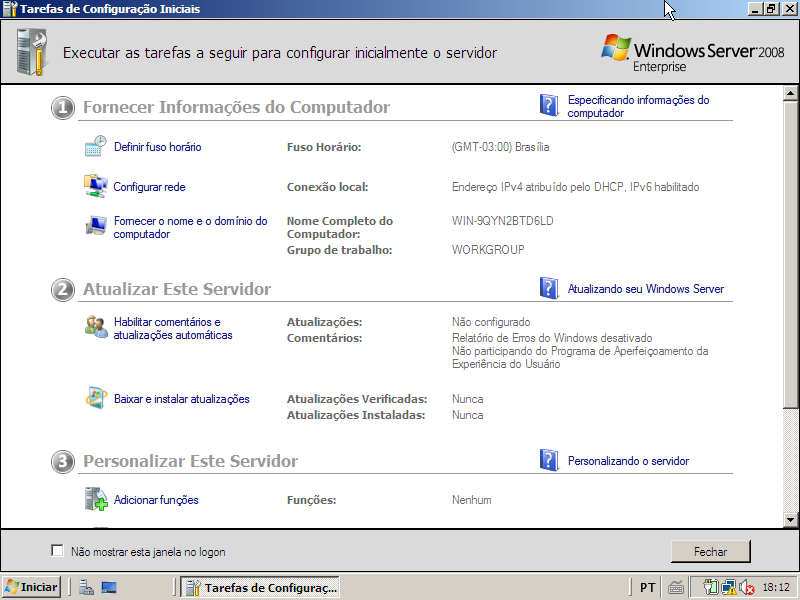 Tarefas de Configuração Iniciais
Executar as tarefas a seguir para configurar inicialmente o servidor
Windows Server 2008
Enterprise
1 Fornecer Informações do Computador
Especificando informações do
computador
Definir fuso horário Fuso Horário: (GMT-03:00) Brasília
Configurar rede Conexão local: Endereço IPv4 atribuído pelo DHCP, IPv6 habilitado
Fornecer o nome e o domínio do
computador
Nome Completo do
Computador:
WIN-9QYN2BTD6LD
Grupo de trabalho: WORKGROUP
2 Atualizar Este Servidor
Atualizando seu Windows Server
Habilitar comentários e
atualizações automáticas
Atualizações: Não configurado
Comentários: Relatório de Erros do Windows desativado
Não participando do Programa de Aperfeiçoamento da
Experiência do Usuário
Baixar e instalar atualizações Atualizações Verificadas: Nunca
Atualizações Instaladas: Nunca
3 Personalizar Este Servidor
Personalizando o servidor
Adicionar funções Funções: Nenhum
Não mostrar esta janela no logon
Fechar
Iniciar Tarefas de Configuraç... PT 18:12